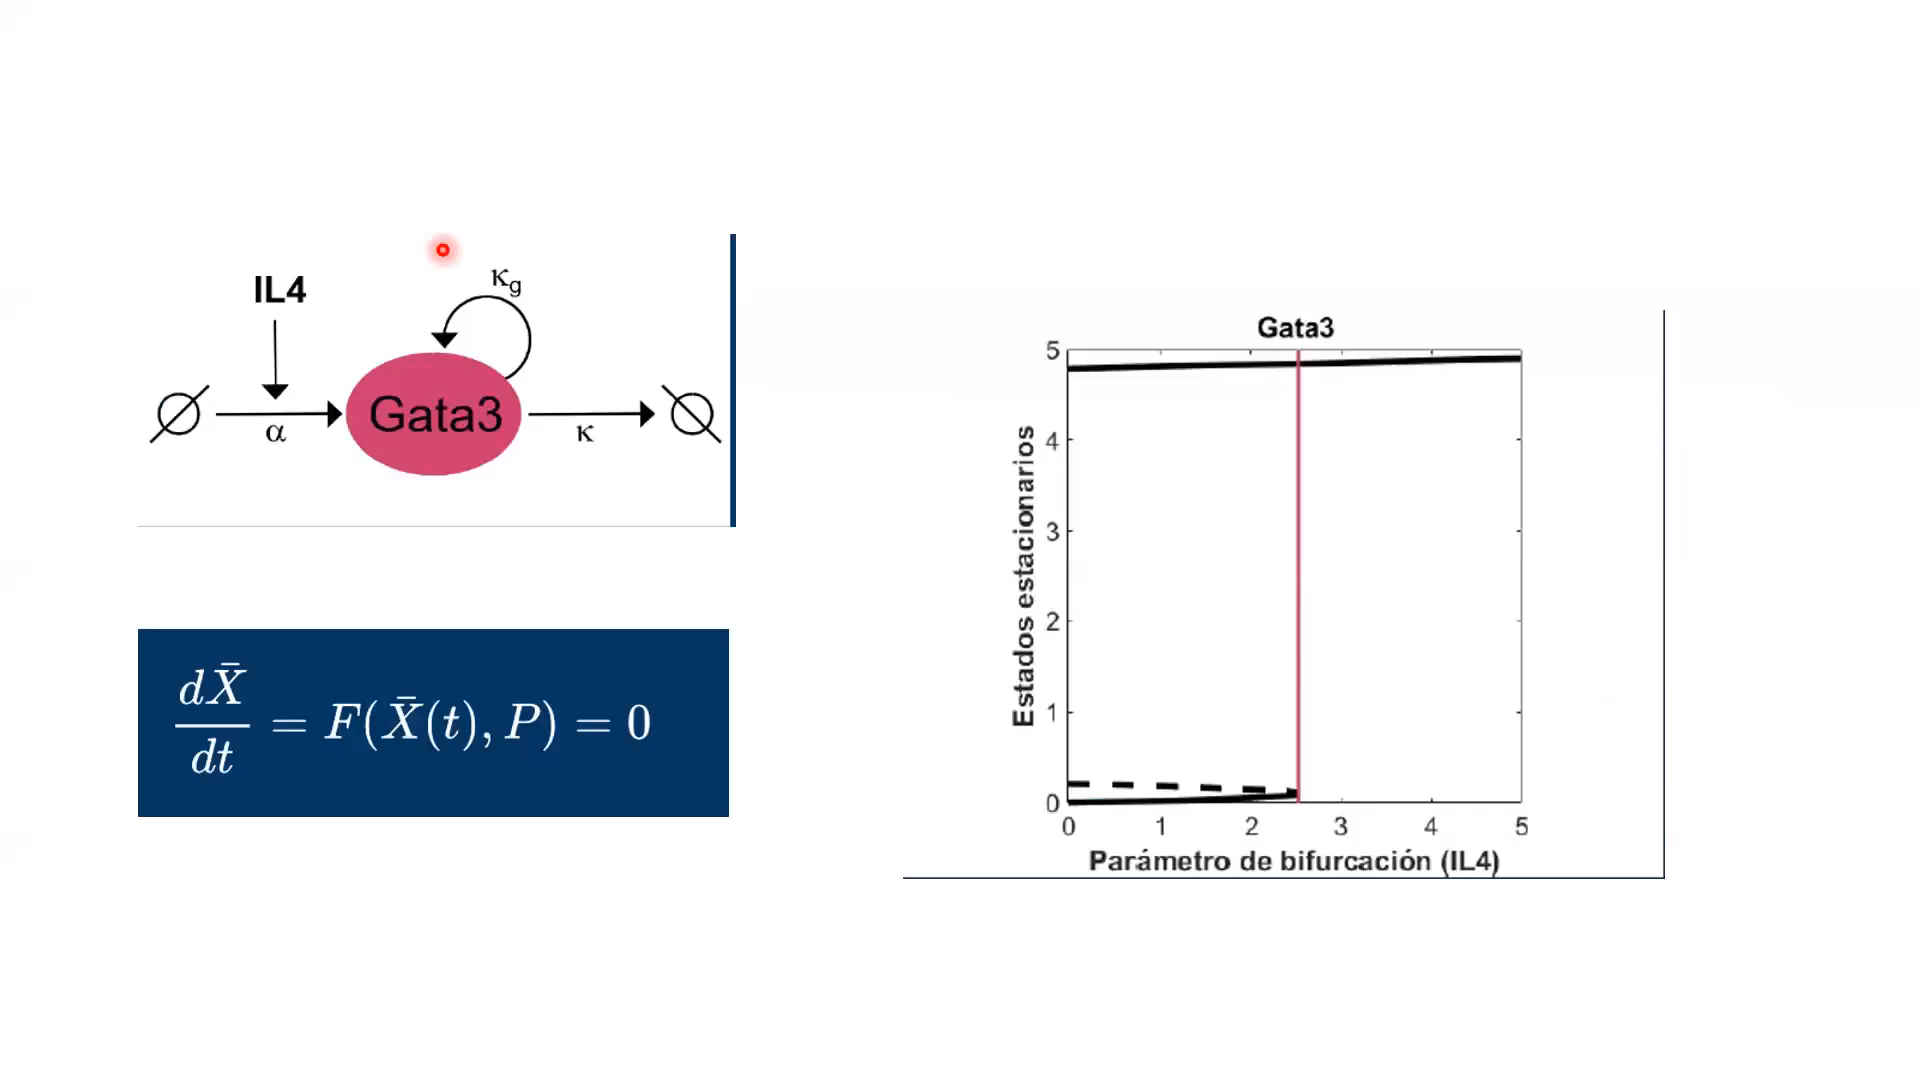 IL4
κg
Gata3
α
κ
dX̄/dt = F(X̄(t), P) = 0
Gata3
Estados estacionarios
5
4
3
2
1
0
0 1 2 3 4 5
Parámetro de bifurcación (IL4)